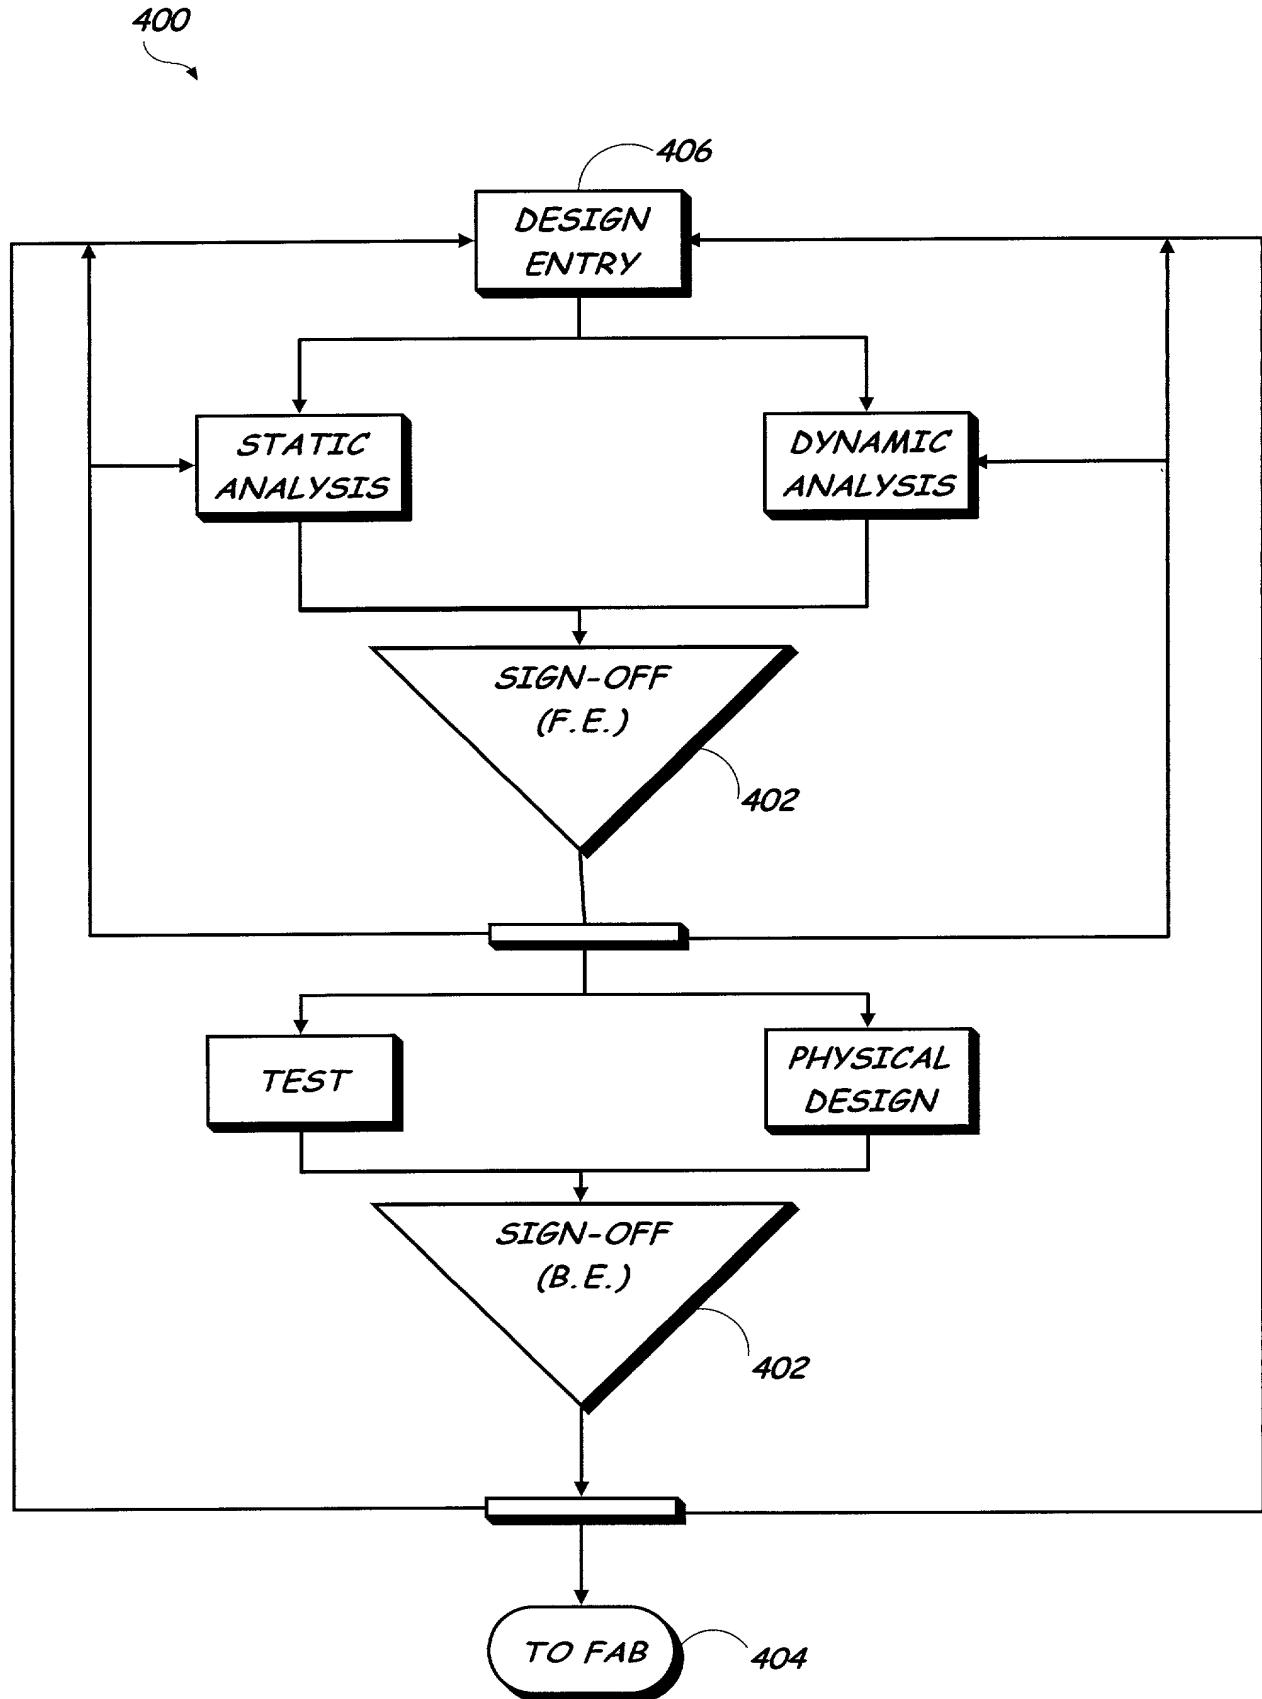 400
406
DESIGN
ENTRY
STATIC
ANALYSIS
DYNAMIC
ANALYSIS
SIGN-OFF
(F.E.)
402
TEST
PHYSICAL
DESIGN
SIGN-OFF
(B.E.)
402
TO FAB
404